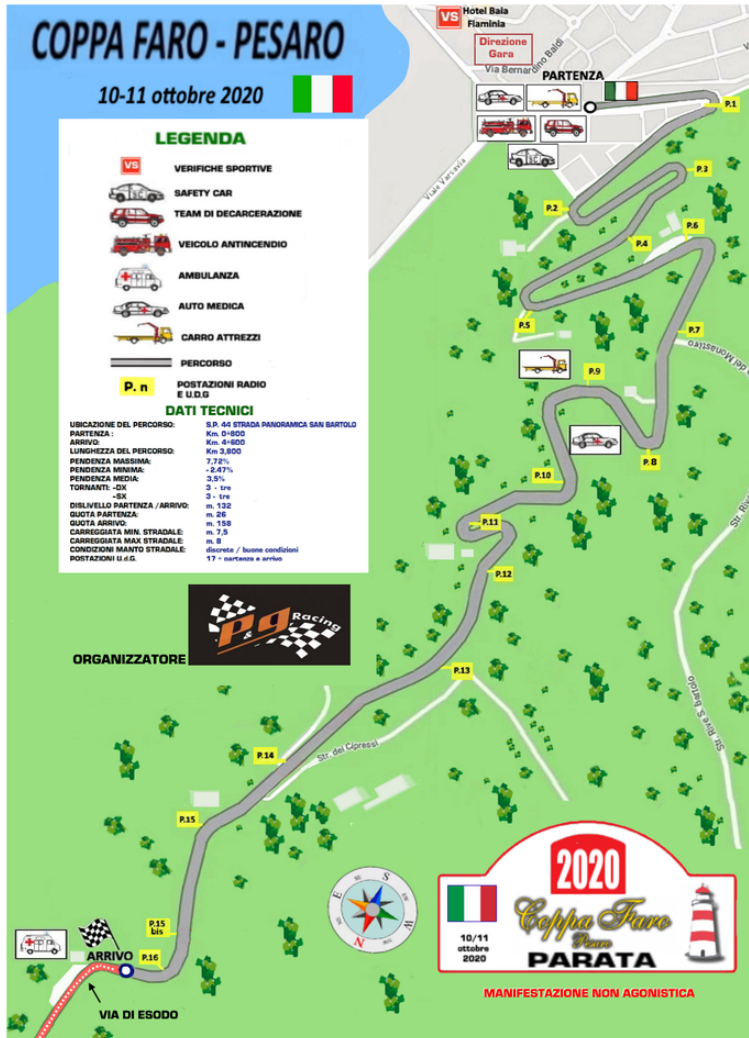 COPPA FARO - PESARO
10-11 ottobre 2020
VS
Hotel Baia
Flaminia
Direzione
Gara
Via Bernardino Baldi
PARTENZA
Viale Varsavia
LEGENDA
VS VERIFICHE SPORTIVE
SAFETY CAR
TEAM DI DECARCERAZIONE
VEICOLO ANTINCENDIO
AMBULANZA
AUTO MEDICA
CARRO ATTREZZI
PERCORSO
P. n POSTAZIONI RADIO
E U.D.G
DATI TECNICI
UBICAZIONE DEL PERCORSO: S.P. 44 STRADA PANORAMICA SAN BARTOLO
PARTENZA : Km. 0+800
ARRIVO: Km. 4+600
LUNGHEZZA DEL PERCORSO: Km 3,800
PENDENZA MASSIMA: 7,72%
PENDENZA MINIMA: - 2.47%
PENDENZA MEDIA: 3,5%
TORNANTI: -DX 3 - tre
-SX 3 - tre
DISLIVELLO PARTENZA /ARRIVO: m. 132
QUOTA PARTENZA: m. 26
QUOTA ARRIVO: m. 158
CARREGGIATA MIN. STRADALE: m. 7,5
CARREGGIATA MAX STRADALE: m. 8
CONDIZIONI MANTO STRADALE: discrete / buone condizioni
POSTAZIONI U.d.G. 17 + partenza e arrivo
P.1
P.2
P.3
P.4
P.5
P.6
P.7
del Monastero
P.8
P.9
P.10
P.11
P.12
P.13
Str. Rive S. Bartolo
ORGANIZZATORE
P&g Racing
P.14
Str. dei Cipressi
P.15
P.15
bis
P.16
ARRIVO
VIA DI ESODO
E
S
W
N
2020
Coppa Faro
Pesaro
PARATA
10/11
ottobre
2020
MANIFESTAZIONE NON AGONISTICA